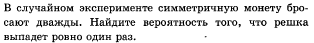 В случайном эксперименте симметричную монету бро-
сают дважды. Найдите вероятность того, что решка
выпадет ровно один раз.